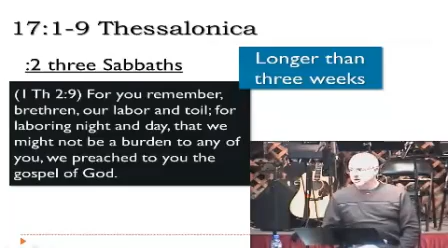 17:1-9 Thessalonica
:2 three Sabbaths
Longer than
three weeks
(1 Th 2:9) For you remember,
brethren, our labor and toil; for
laboring night and day, that we
might not be a burden to any of
you, we preached to you the
gospel of God.